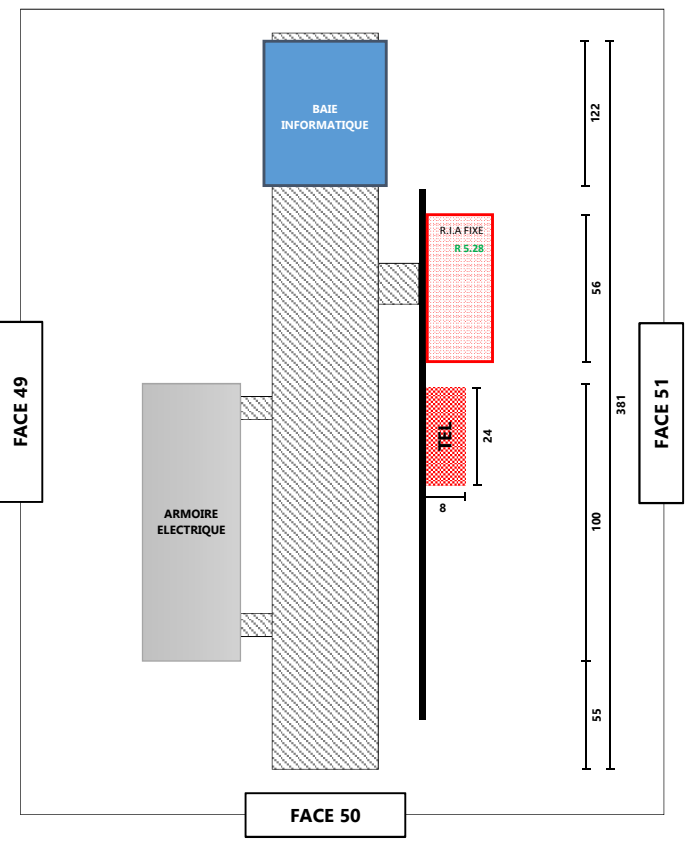 BAIE
INFORMATIQUE
122
R.I.A FIXE
R 5.28
56
FACE 49
FACE 51
381
TEL
24
8
ARMOIRE
ELECTRIQUE
100
55
FACE 50